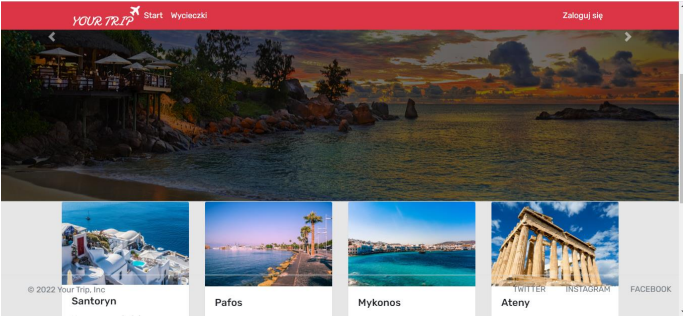 YOUR TRIP Start Wycieczki Zaloguj się
© 2022 Your Trip, Inc TWITTER INSTAGRAM FACEBOOK
Santoryn Pafos Mykonos Ateny